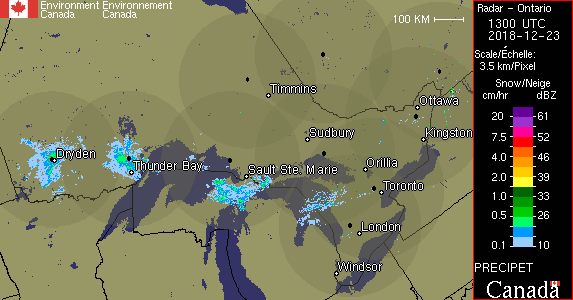 Environment Environnement
Canada Canada
100 KM
Timmins
Ottawa
Sudbury
Kingston
Dryden
Thunder Bay
Sault Ste. Marie
Orillia
Toronto
London
Windsor
Radar - Ontario
1300 UTC
2018-12-23
Scale/Échelle:
3.5 km/Pixel
Snow/Neige
cm/hr dBZ
20 61
7.5 52
4.0 46
2.0 39
1.0 33
0.5 26
0.1 10
PRECIPET
Canada